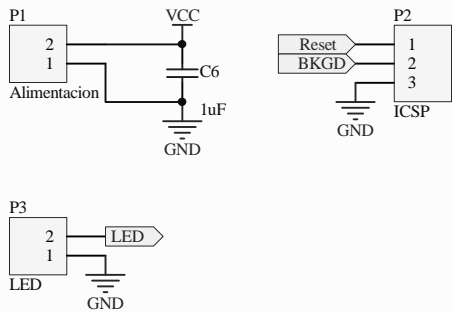 P1
2
1
Alimentacion
VCC
C6
1uF
GND
P2
Reset
1
BKGD
2
3
GND
ICSP
P3
2
LED
1
LED
GND